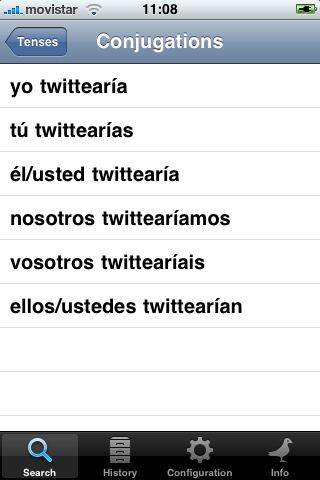 movistar 11:08
Tenses Conjugations
yo twittearía
tú twittearías
él/usted twittearía
nosotros twittearíamos
vosotros twittearíais
ellos/ustedes twittearían
Search History Configuration Info